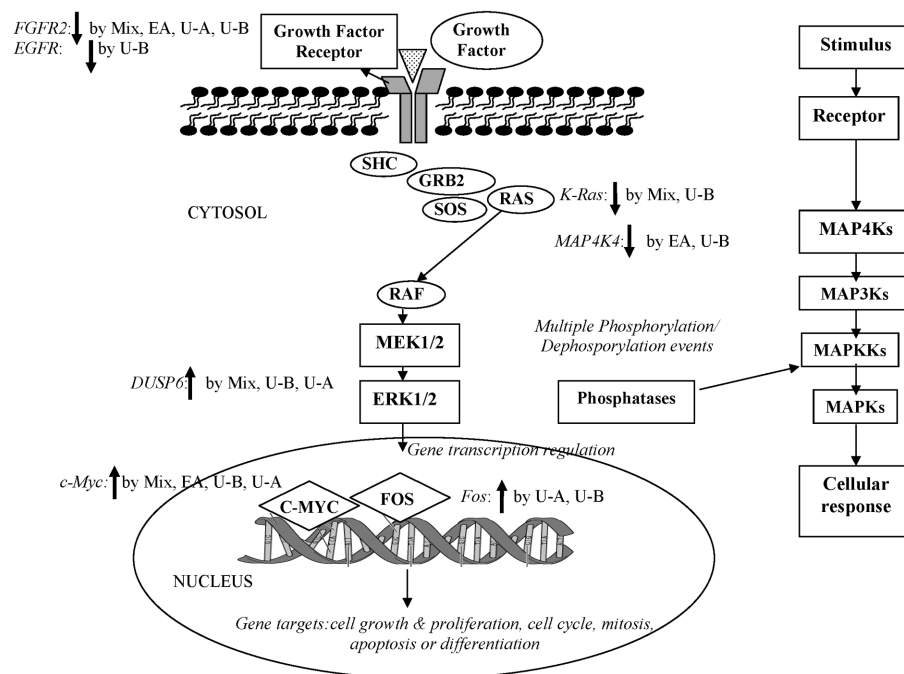 FGFR2: by Mix, EA, U-A, U-B
EGFR: by U-B
Growth Factor
Receptor
Growth
Factor
Stimulus
Receptor
SHC
GRB2
SOS
RAS
CYTOSOL
K-Ras: by Mix, U-B
MAP4K4: by EA, U-B
MAP4Ks
RAF
MAP3Ks
MEK1/2
Multiple Phosphorylation/
Dephosporylation events
MAPKKs
DUSP6: by Mix, U-B, U-A
ERK1/2
Phosphatases
MAPKs
Gene transcription regulation
c-Myc: by Mix, EA, U-B, U-A
C-MYC
FOS
Fos: by U-A, U-B
Cellular
response
NUCLEUS
Gene targets:cell growth & proliferation, cell cycle, mitosis,
apoptosis or differentiation